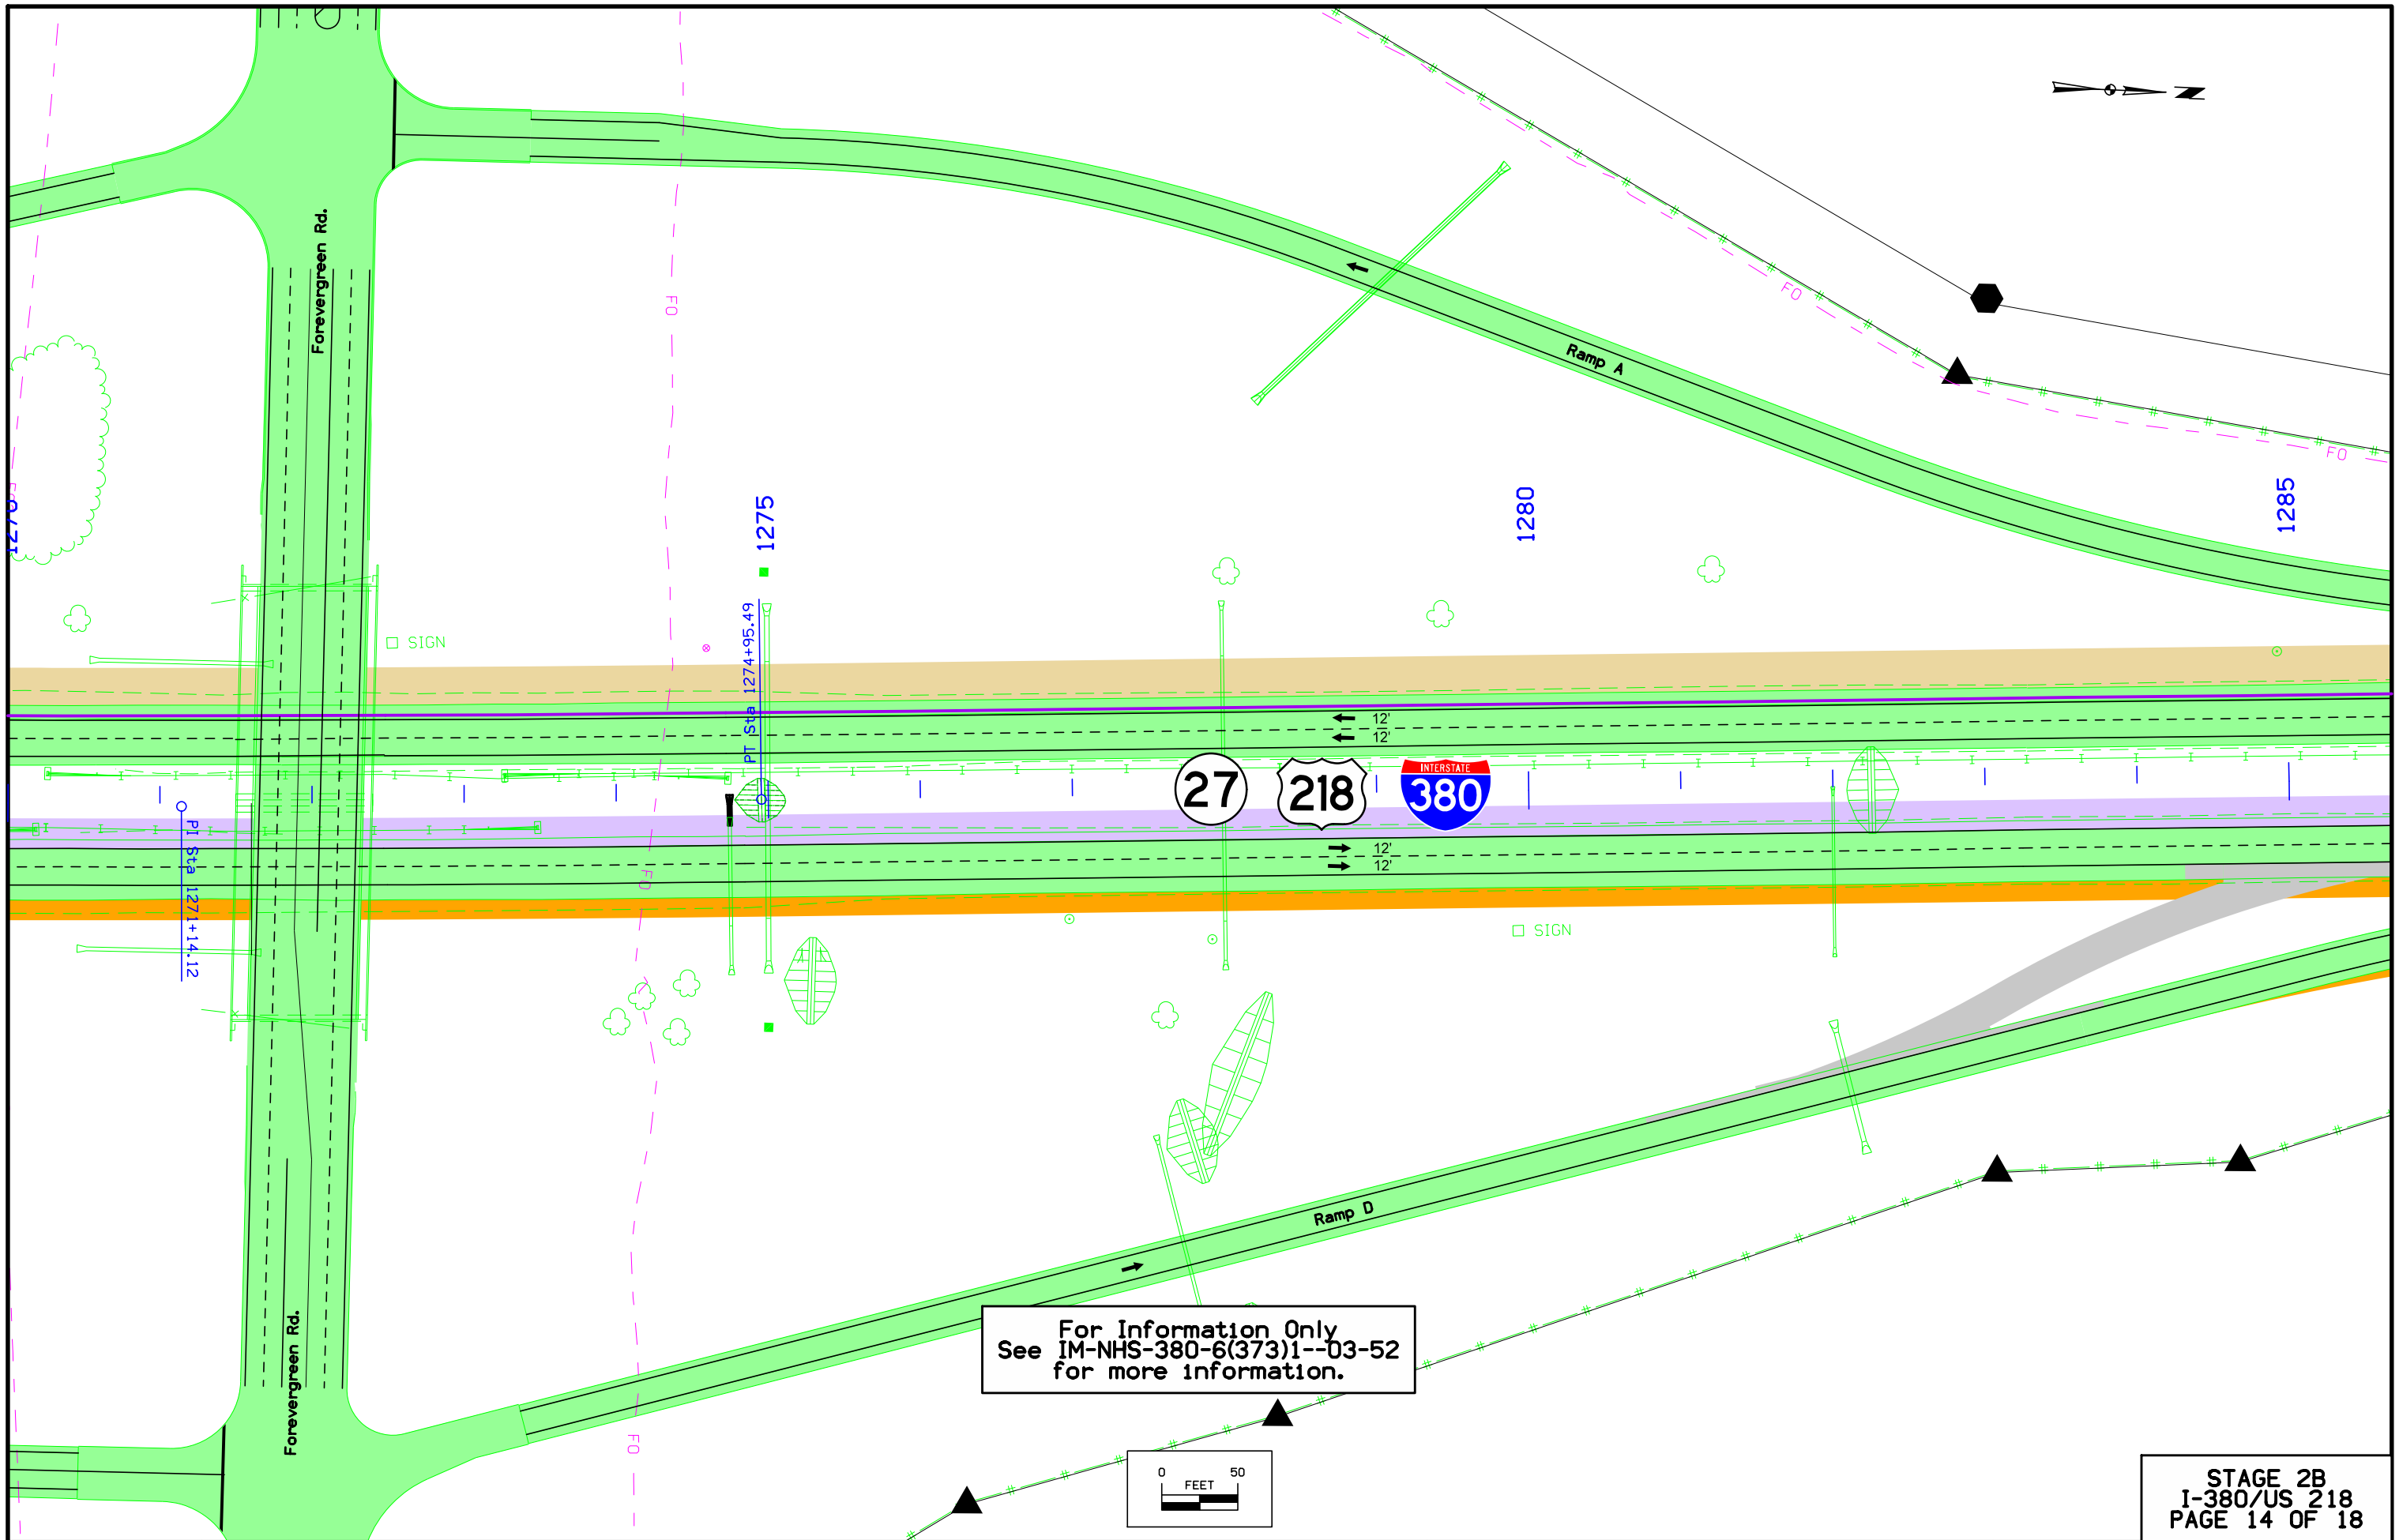 N
Forevergreen Rd.
FO
FO
Ramp A
FO
1275
1280
1285
SIGN
PT Sta 1274+95.49
12'
12'
27
218
INTERSTATE
380
12'
12'
PI Sta 1271+14.12
FO
SIGN
Ramp D
Forevergreen Rd.
For Information Only
See IM-NHS-380-6(373)1--03-52
for more information.
FO
0 50
FEET
STAGE 2B
I-380/US 218
PAGE 14 OF 18